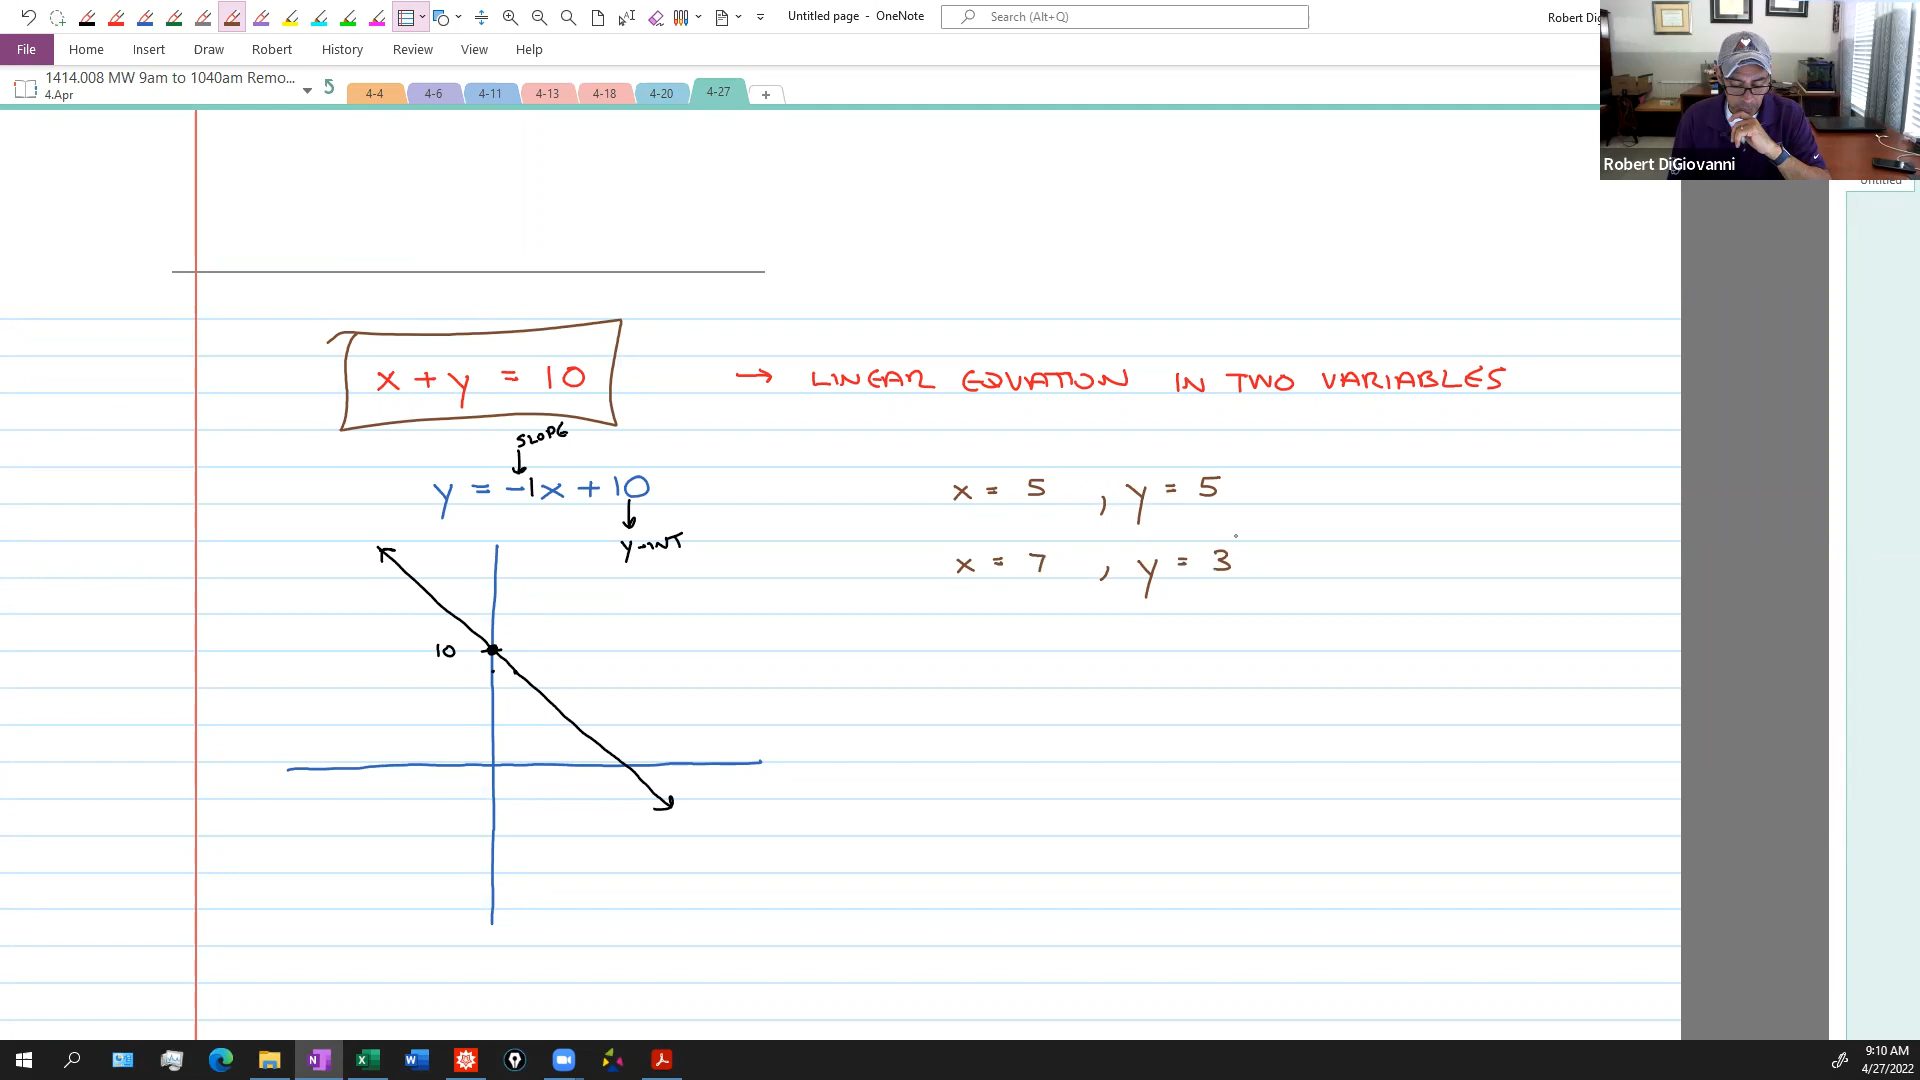 Untitled page - OneNote
Search (Alt+Q)
Robert Di
File Home Insert Draw Robert History Review View Help
1414.008 MW 9am to 1040am Remo...
4.Apr
4-4 4-6 4-11 4-13 4-18 4-20 4-27 +
Robert DiGiovanni
Untitled
x + y = 10 → LINEAR EQUATION IN TWO VARIABLES
SLOPE
y = -1x + 10
x = 5 , y = 5
y-INT
x = 7 , y = 3
10
9:10 AM
4/27/2022